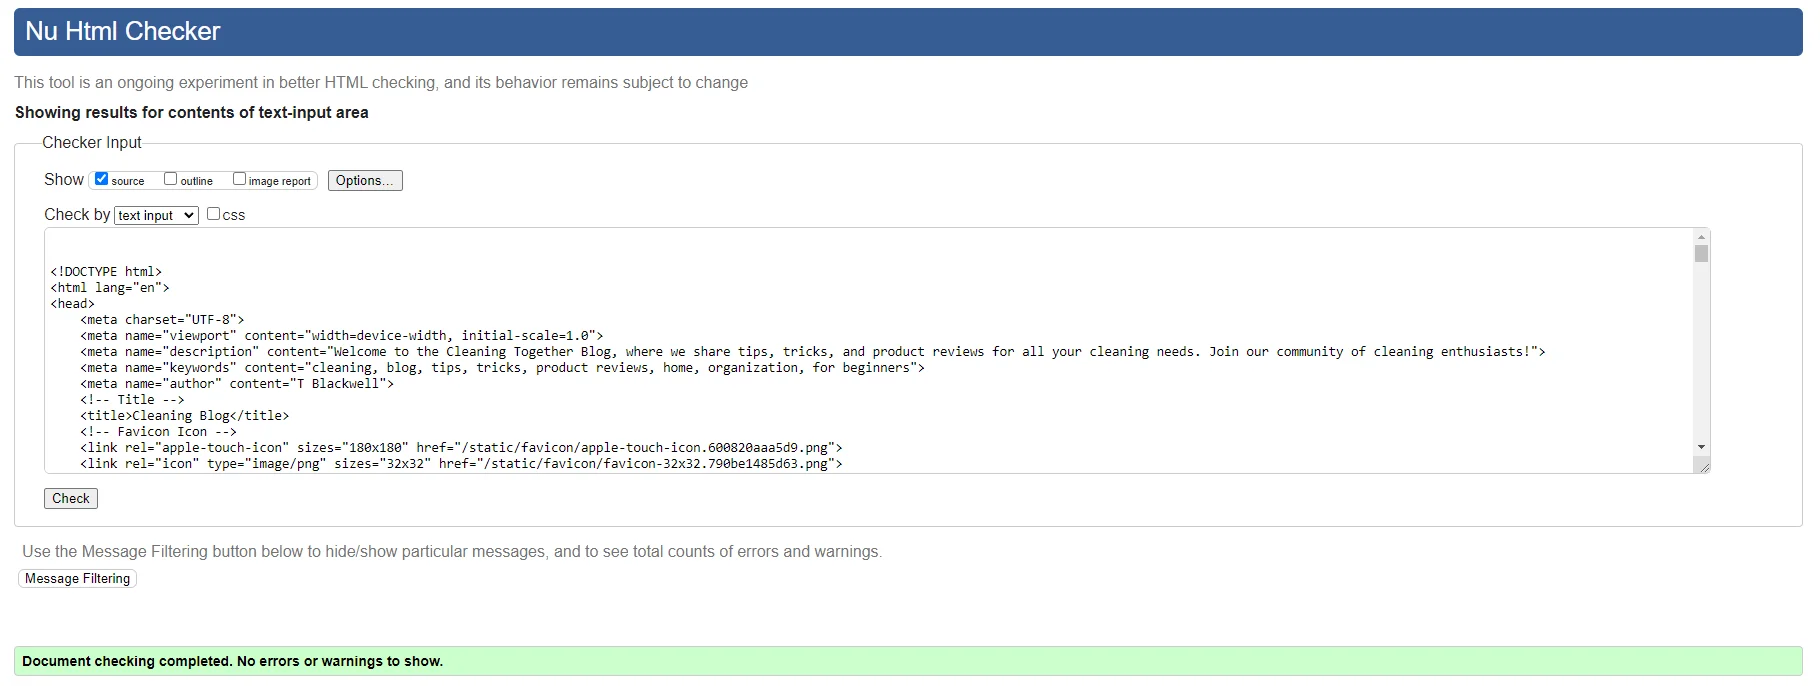 Nu Html Checker
This tool is an ongoing experiment in better HTML checking, and its behavior remains subject to change
Showing results for contents of text-input area
Checker Input
Show source outline image report Options...
Check by text input css
<!DOCTYPE html>
<html lang="en">
<head>
    <meta charset="UTF-8">
    <meta name="viewport" content="width=device-width, initial-scale=1.0">
    <meta name="description" content="Welcome to the Cleaning Together Blog, where we share tips, tricks, and product reviews for all your cleaning needs. Join our community of cleaning enthusiasts!">
    <meta name="keywords" content="cleaning, blog, tips, tricks, product reviews, home, organization, for beginners">
    <meta name="author" content="T Blackwell">
    <!-- Title -->
    <title>Cleaning Blog</title>
    <!-- Favicon Icon -->
    <link rel="apple-touch-icon" sizes="180x180" href="/static/favicon/apple-touch-icon.600820aaa5d9.png">
    <link rel="icon" type="image/png" sizes="32x32" href="/static/favicon/favicon-32x32.790be1485d63.png">
Check
Use the Message Filtering button below to hide/show particular messages, and to see total counts of errors and warnings.
Message Filtering
Document checking completed. No errors or warnings to show.